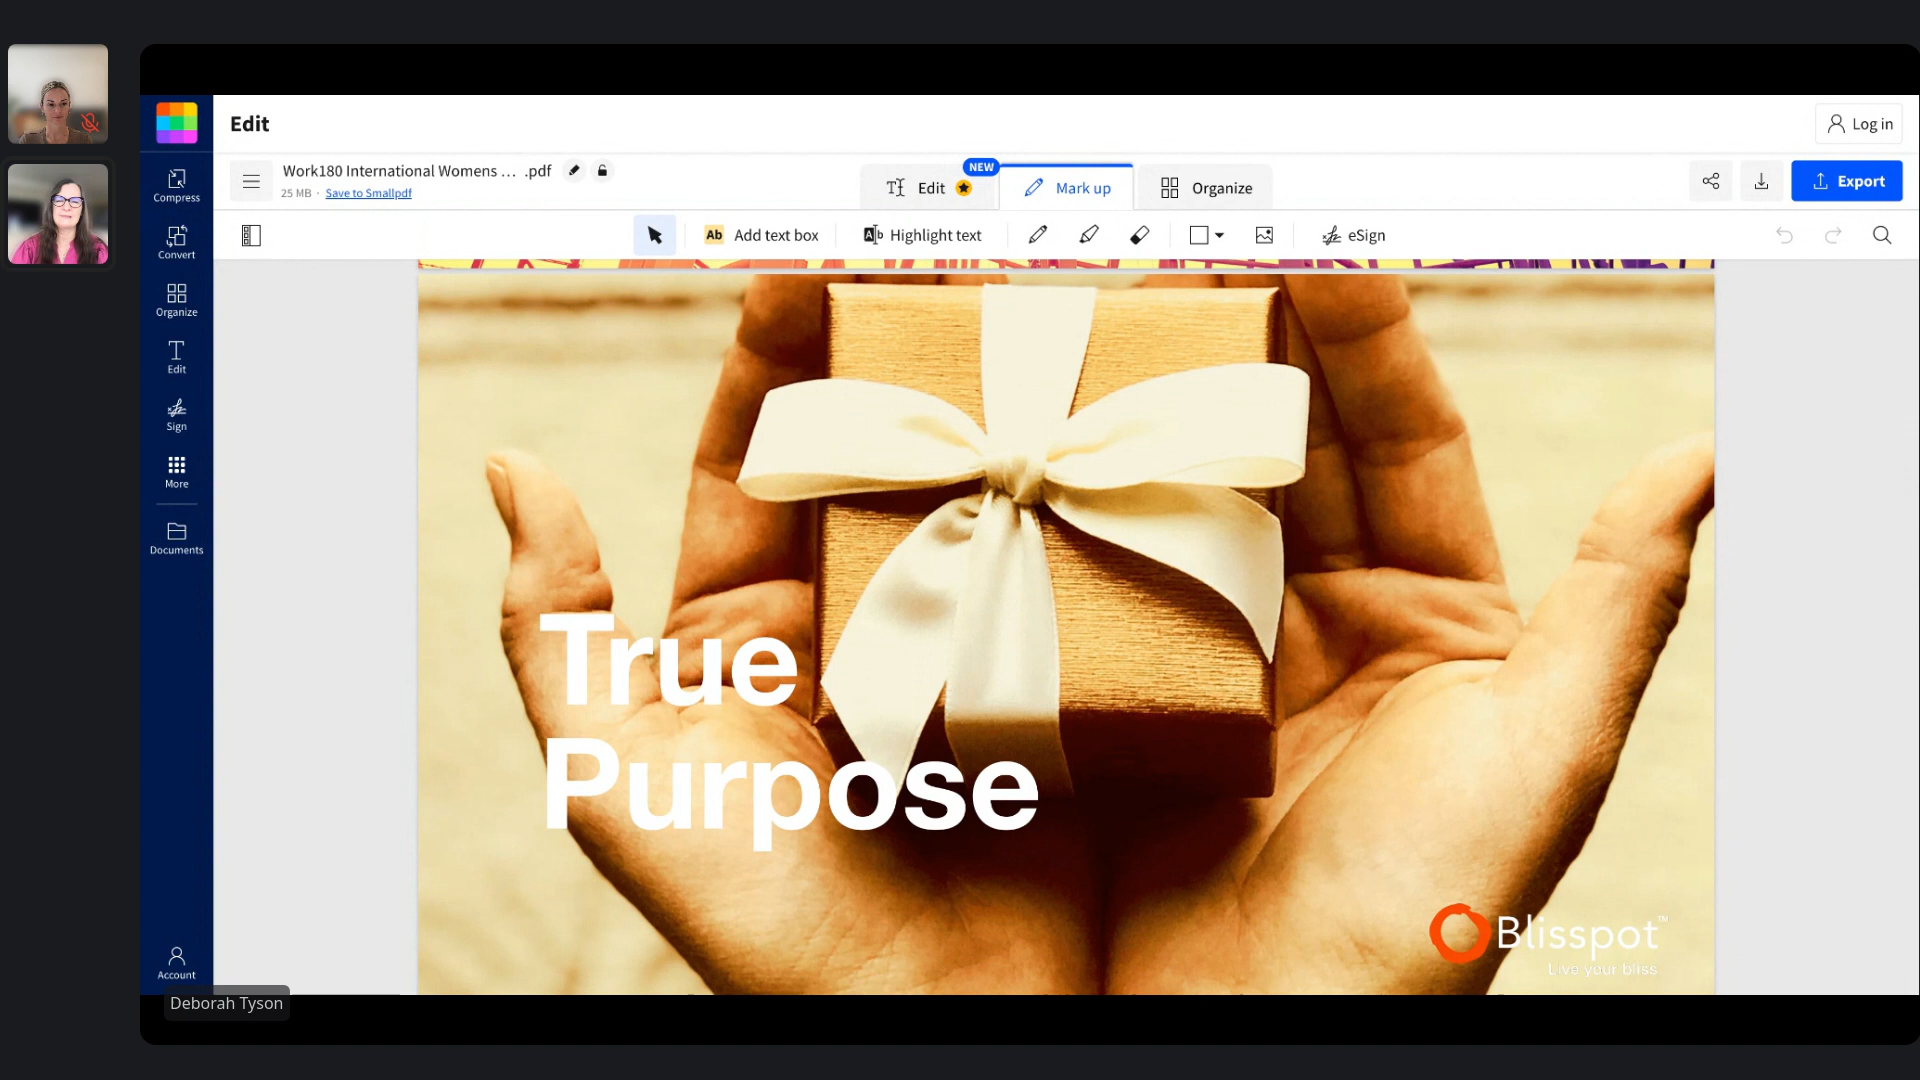 Edit
Log in
Work180 International Womens ... .pdf
25 MB · Save to Smallpdf
NEW
Edit
Mark up
Organize
Export
Ab Add text box
Highlight text
eSign
Compress
Convert
Organize
Edit
Sign
More
Documents
Account
True
Purpose
Blisspot™
Live your bliss
Deborah Tyson